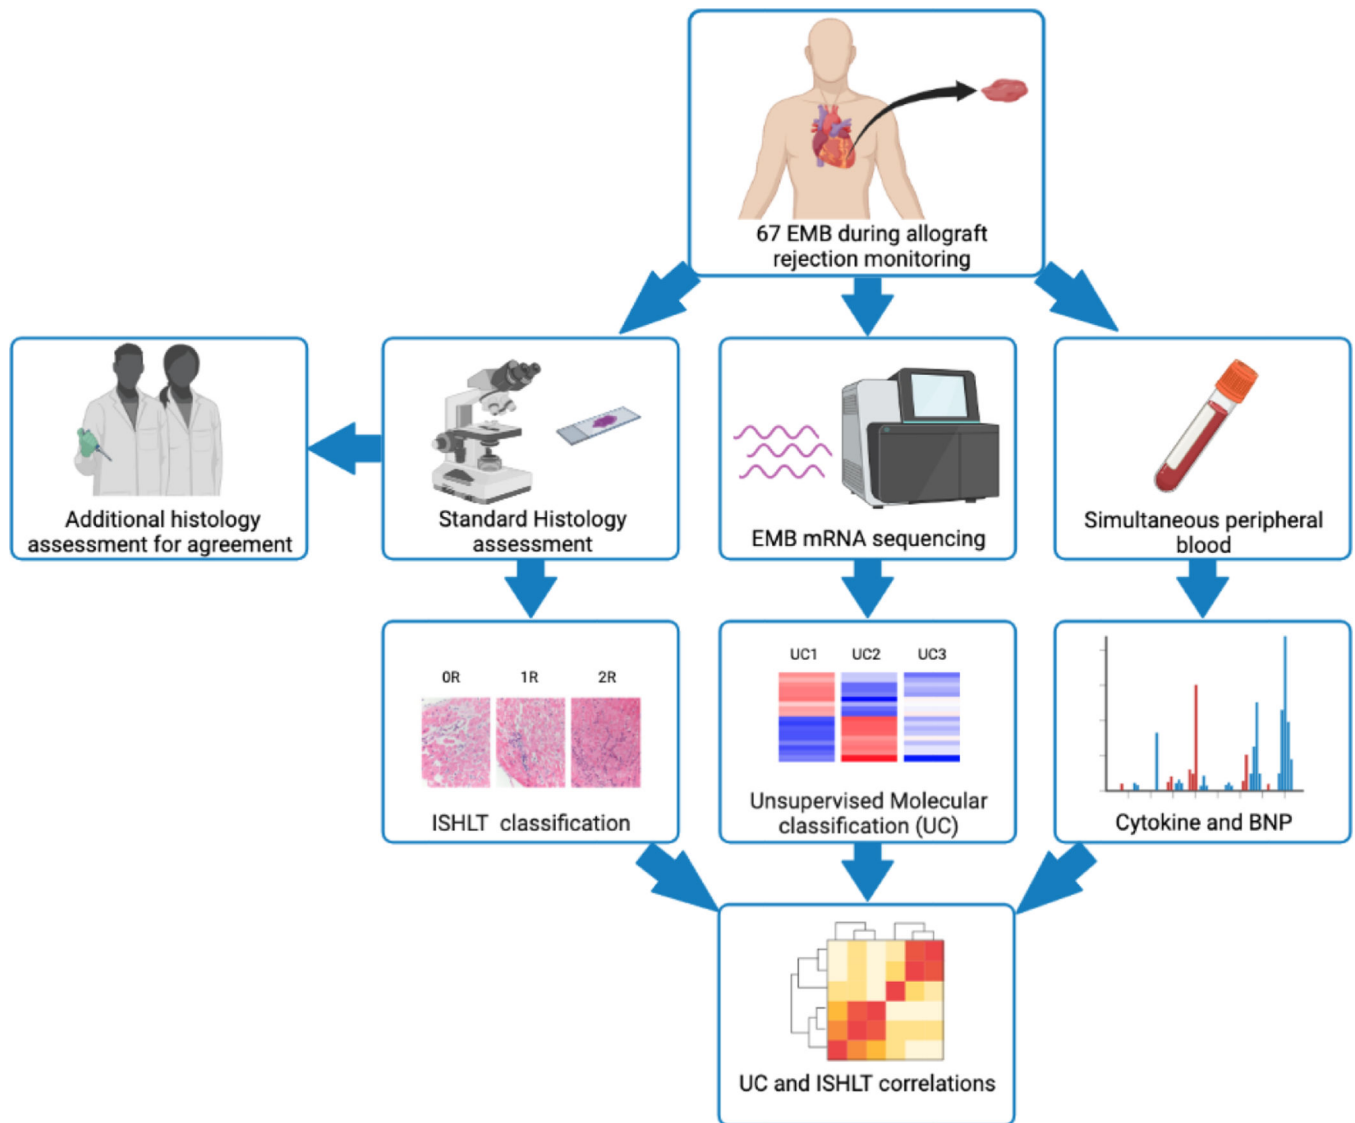 67 EMB during allograft
rejection monitoring
Additional histology
assessment for agreement
Standard Histology
assessment
EMB mRNA sequencing
Simultaneous peripheral
blood
0R 1R 2R
ISHLT classification
UC1 UC2 UC3
Unsupervised Molecular
classification (UC)
Cytokine and BNP
UC and ISHLT correlations